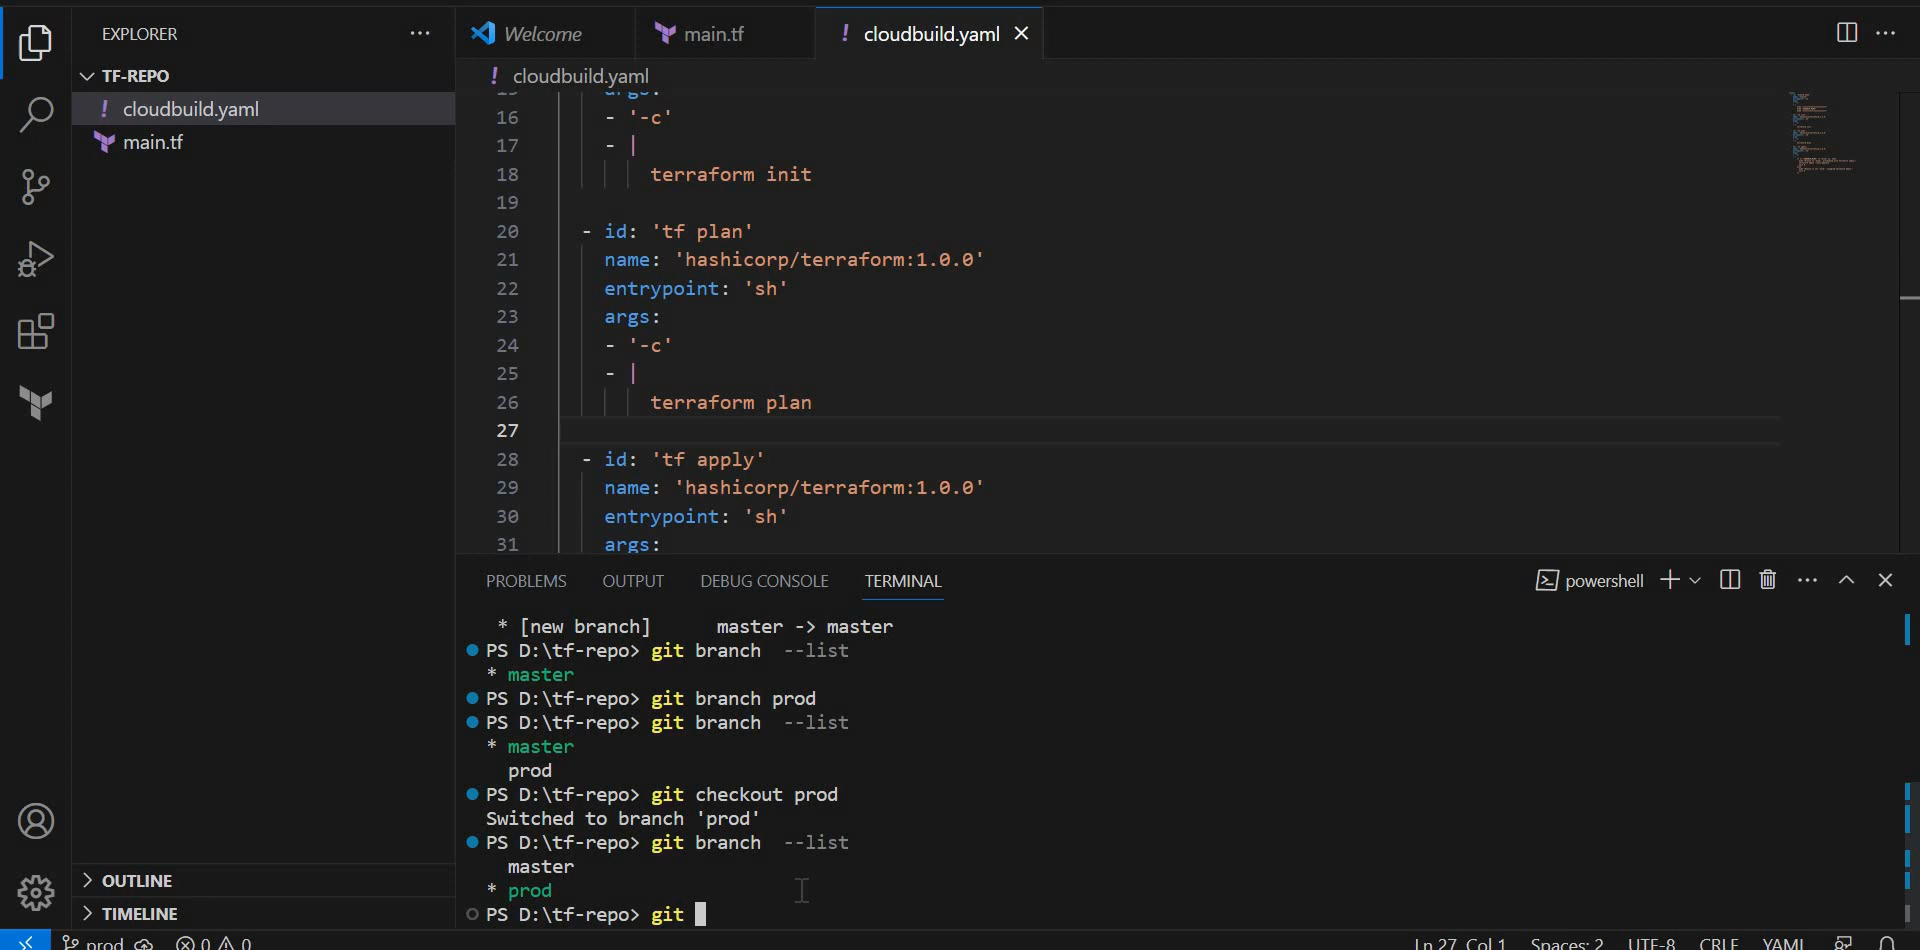 EXPLORER
TF-REPO
cloudbuild.yaml
main.tf
OUTLINE
TIMELINE
Welcome
main.tf
cloudbuild.yaml
cloudbuild.yaml
15 args:
16 - '-c'
17 - |
18 terraform init
19
20 - id: 'tf plan'
21 name: 'hashicorp/terraform:1.0.0'
22 entrypoint: 'sh'
23 args:
24 - '-c'
25 - |
26 terraform plan
27
28 - id: 'tf apply'
29 name: 'hashicorp/terraform:1.0.0'
30 entrypoint: 'sh'
31 args:
PROBLEMS OUTPUT DEBUG CONSOLE TERMINAL
powershell
* [new branch] master -> master
PS D:\tf-repo> git branch --list
* master
PS D:\tf-repo> git branch prod
PS D:\tf-repo> git branch --list
* master
prod
PS D:\tf-repo> git checkout prod
Switched to branch 'prod'
PS D:\tf-repo> git branch --list
master
* prod
PS D:\tf-repo> git
prod 0 0
Ln 27, Col 1 Spaces: 2 UTF-8 CRLF YAML